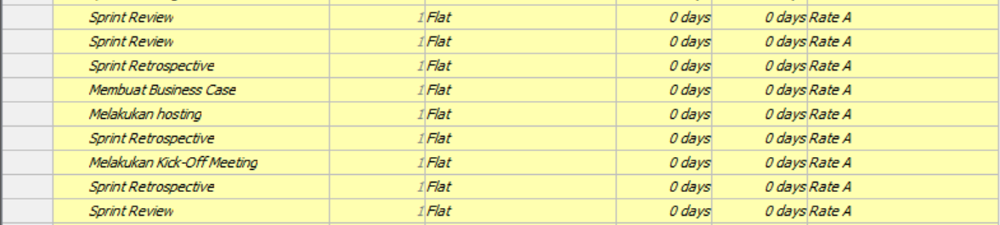 Sprint Review 1 Flat 0 days 0 days Rate A
Sprint Review 1 Flat 0 days 0 days Rate A
Sprint Retrospective 1 Flat 0 days 0 days Rate A
Membuat Business Case 1 Flat 0 days 0 days Rate A
Melakukan hosting 1 Flat 0 days 0 days Rate A
Sprint Retrospective 1 Flat 0 days 0 days Rate A
Melakukan Kick-Off Meeting 1 Flat 0 days 0 days Rate A
Sprint Retrospective 1 Flat 0 days 0 days Rate A
Sprint Review 1 Flat 0 days 0 days Rate A